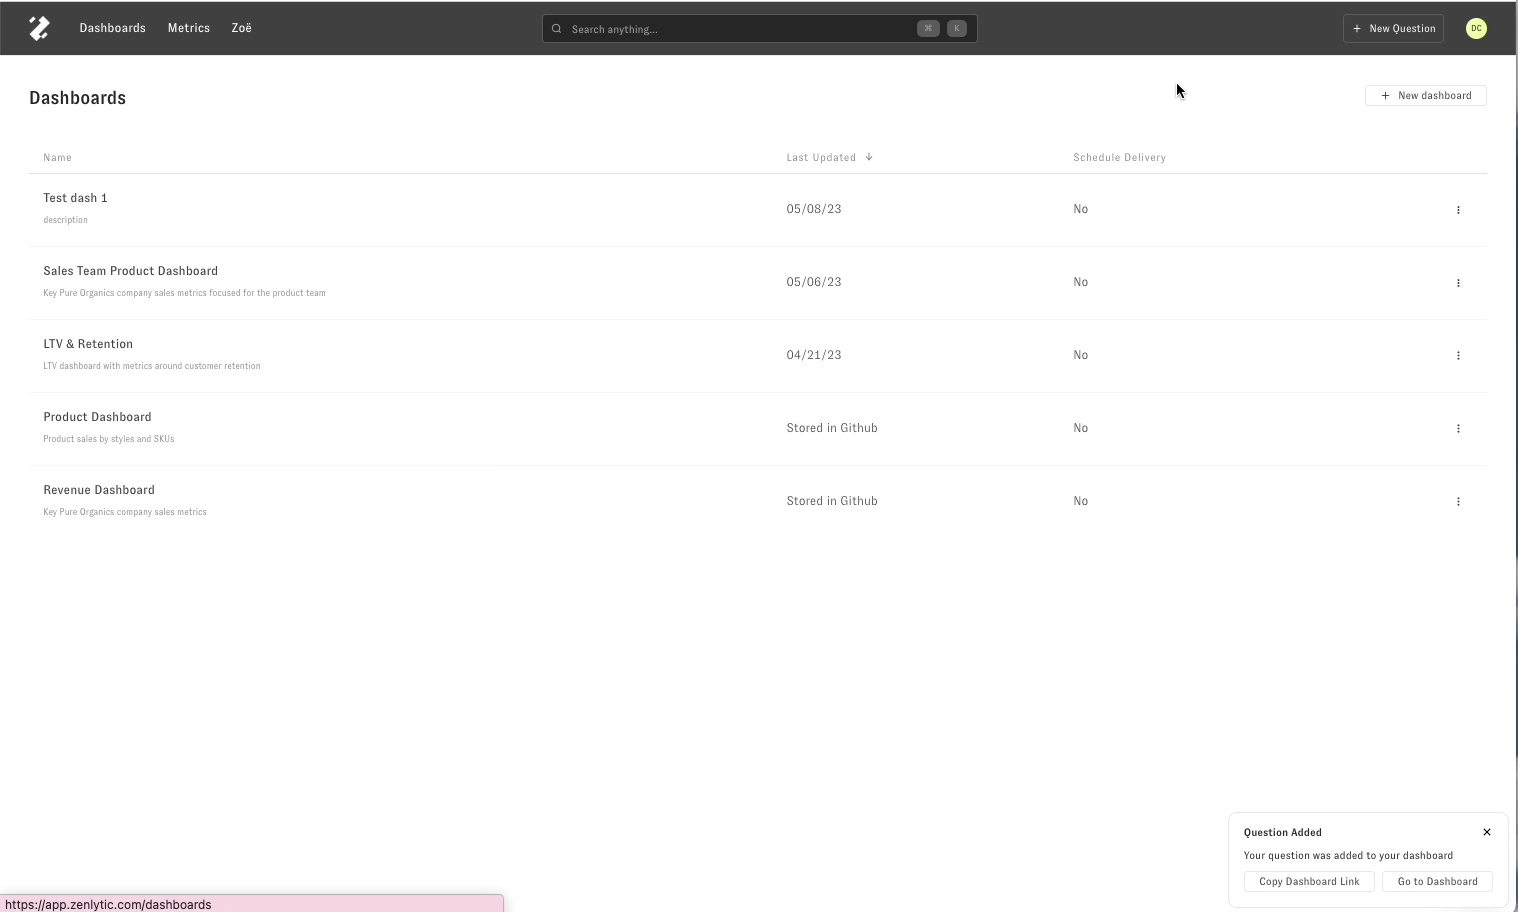 Dashboards Metrics Zoë Search anything... ⌘ K + New Question DC
Dashboards + New dashboard
Name Last Updated ↓ Schedule Delivery
Test dash 1
description
05/08/23 No
Sales Team Product Dashboard
Key Pure Organics company sales metrics focused for the product team
05/06/23 No
LTV & Retention
LTV dashboard with metrics around customer retention
04/21/23 No
Product Dashboard
Product sales by styles and SKUs
Stored in Github No
Revenue Dashboard
Key Pure Organics company sales metrics
Stored in Github No
Question Added
Your question was added to your dashboard
Copy Dashboard Link Go to Dashboard
https://app.zenlytic.com/dashboards